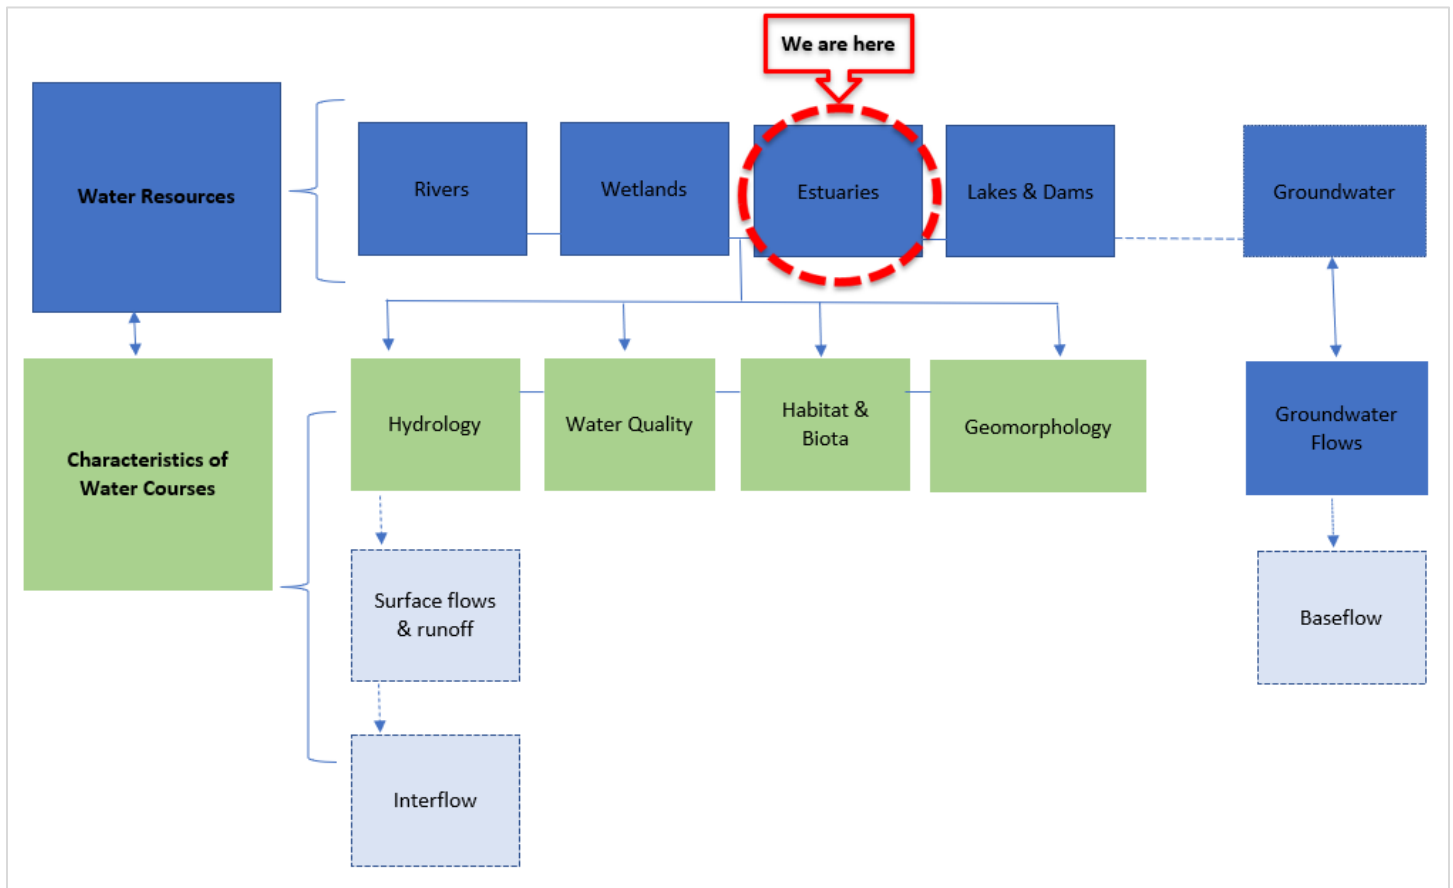 We are here
Water Resources
Rivers
Wetlands
Estuaries
Lakes & Dams
Groundwater
Characteristics of
Water Courses
Hydrology
Water Quality
Habitat &
Biota
Geomorphology
Groundwater
Flows
Surface flows
& runoff
Baseflow
Interflow